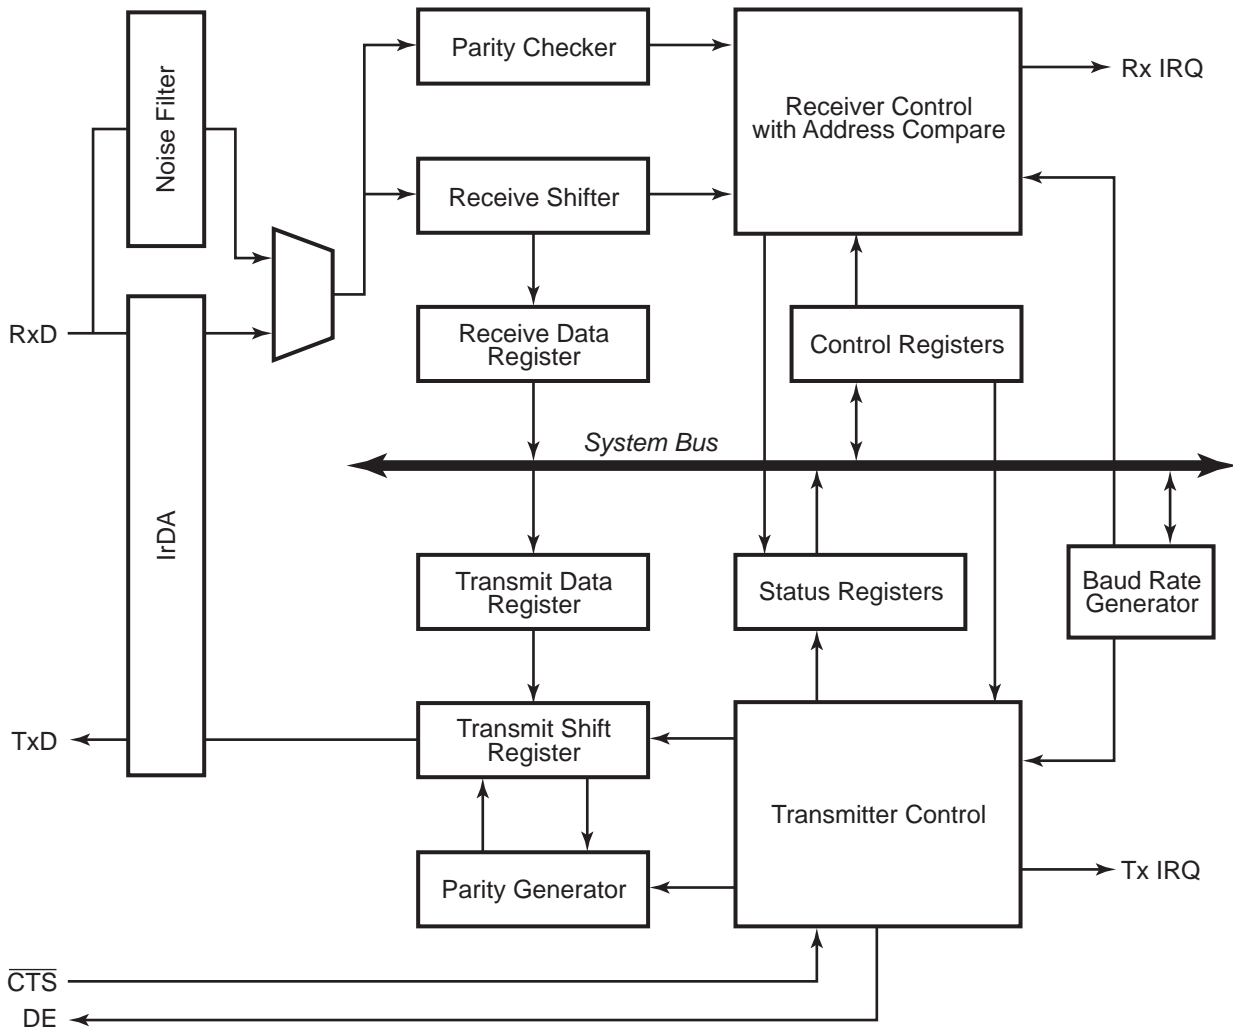 Noise Filter
Parity Checker
Receiver Control
with Address Compare
Rx IRQ
Receive Shifter
RxD
Receive Data
Register
Control Registers
System Bus
IrDA
Transmit Data
Register
Status Registers
Baud Rate
Generator
TxD
Transmit Shift
Register
Transmitter Control
Parity Generator
Tx IRQ
C̅T̅S̅
DE